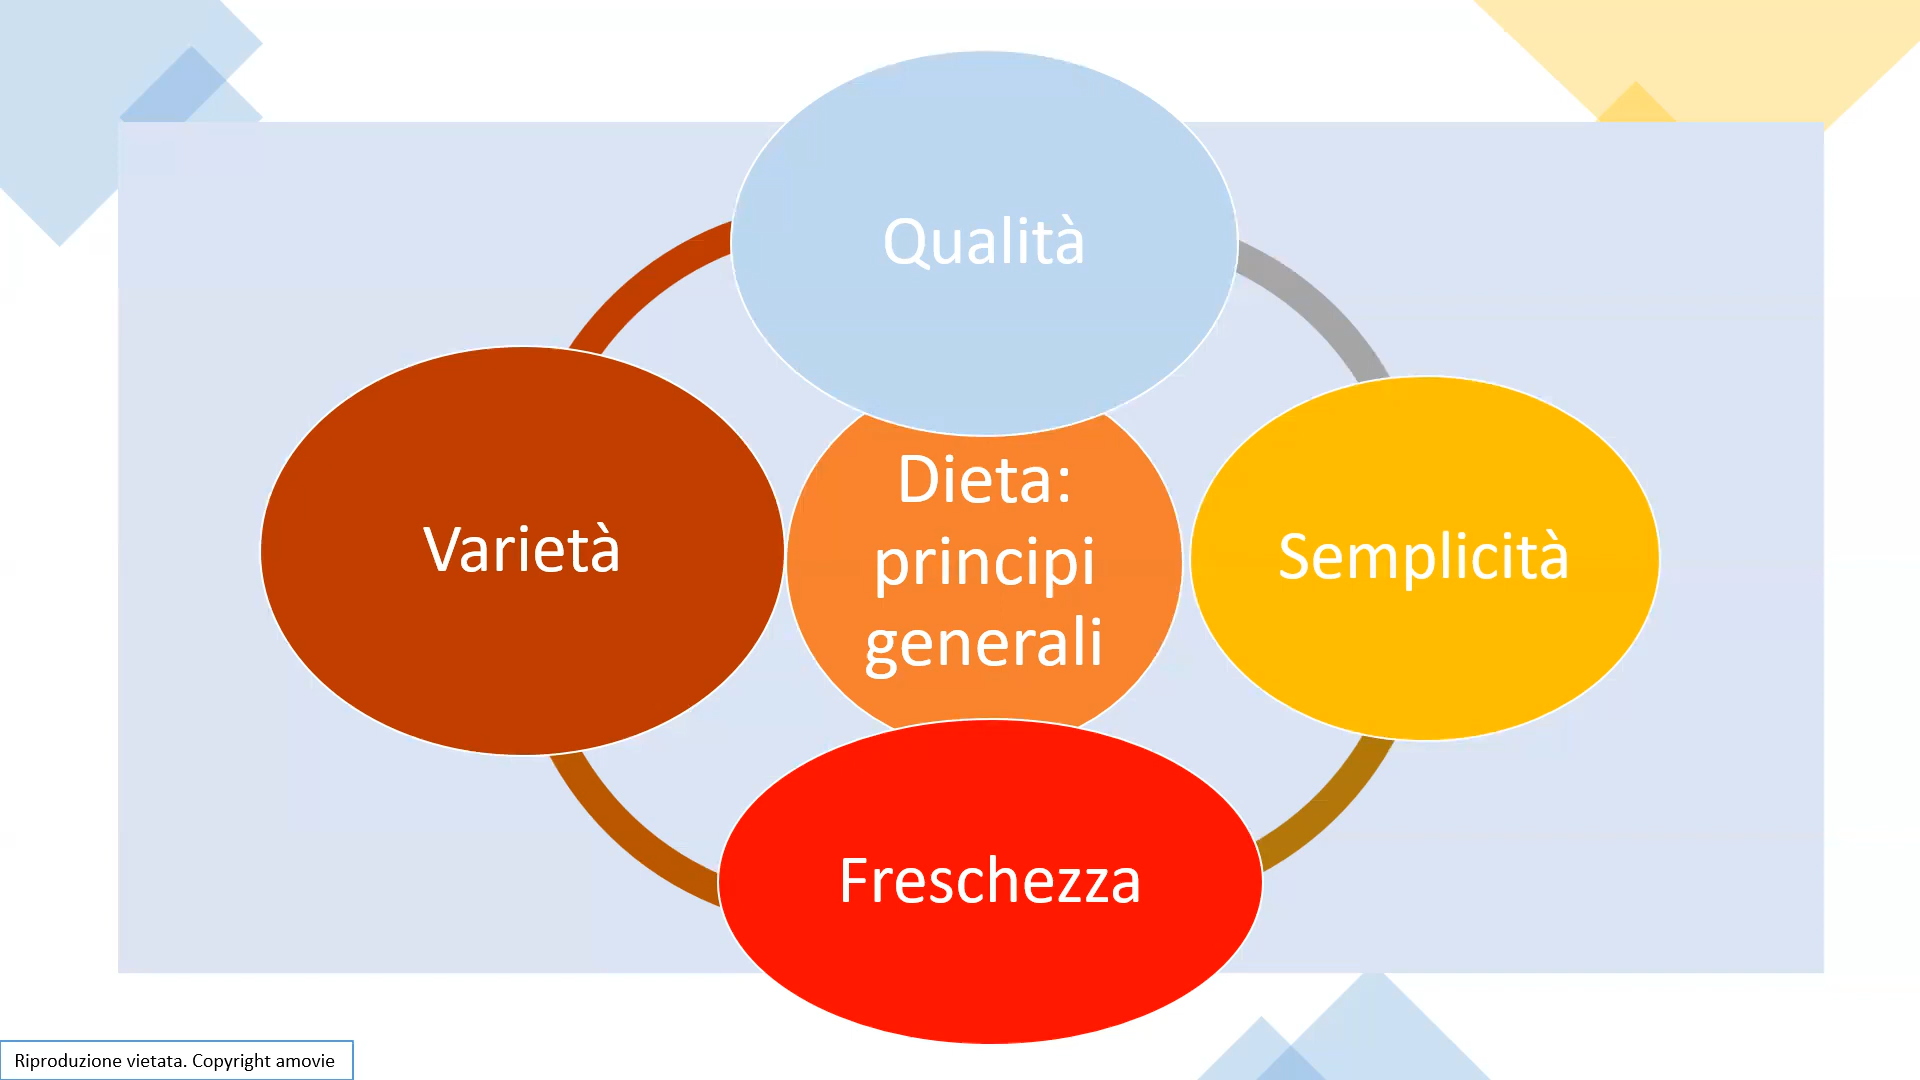 Qualità
Varietà
Dieta:
principi
generali
Semplicità
Freschezza
Riproduzione vietata. Copyright amovie